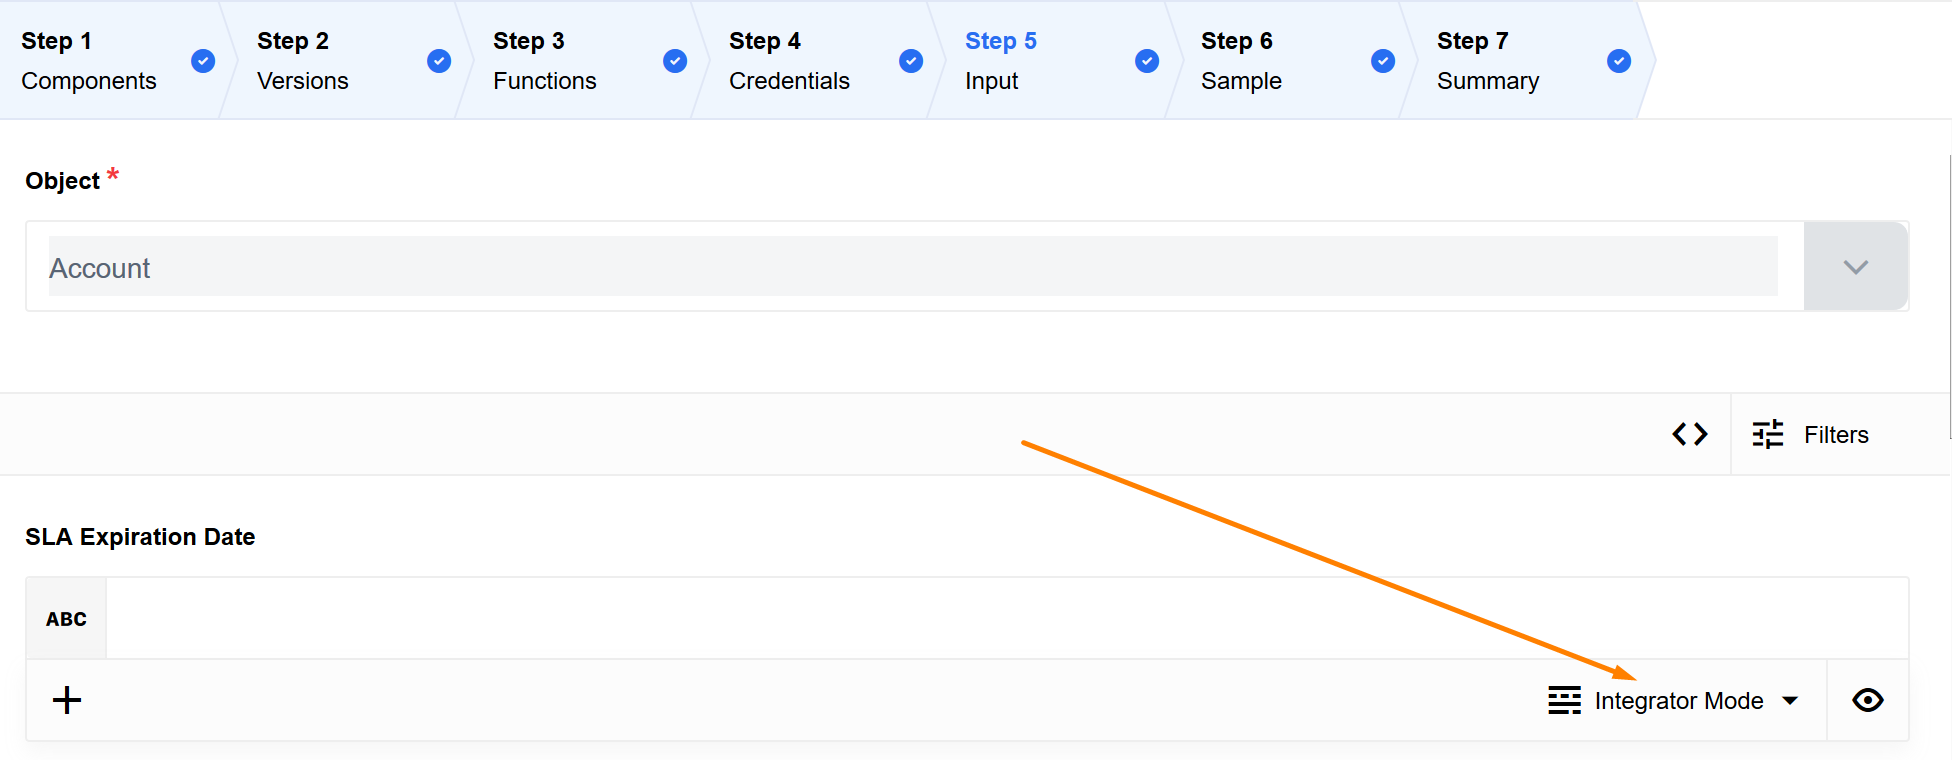 Step 1
Components
Step 2
Versions
Step 3
Functions
Step 4
Credentials
Step 5
Input
Step 6
Sample
Step 7
Summary
Object *
Account
Filters
SLA Expiration Date
ABC
Integrator Mode